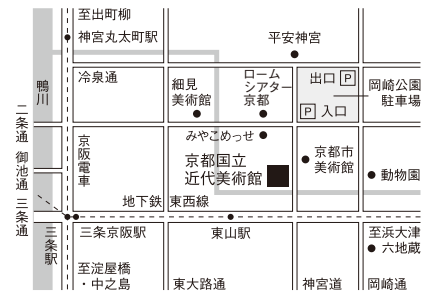 至出町柳
神宮丸太町駅
平安神宮
鴨川
冷泉通
細見
美術館
ローム
シアター
京都
出口 P
P 入口
岡崎公園
駐車場
二条通
御池通
三条通
京阪電車
みやこめっせ
京都国立
近代美術館
京都市
美術館
動物園
地下鉄 東西線
三条駅
三条京阪駅
東山駅
至浜大津
六地蔵
至淀屋橋
・中之島
東大路通
神宮道
岡崎通